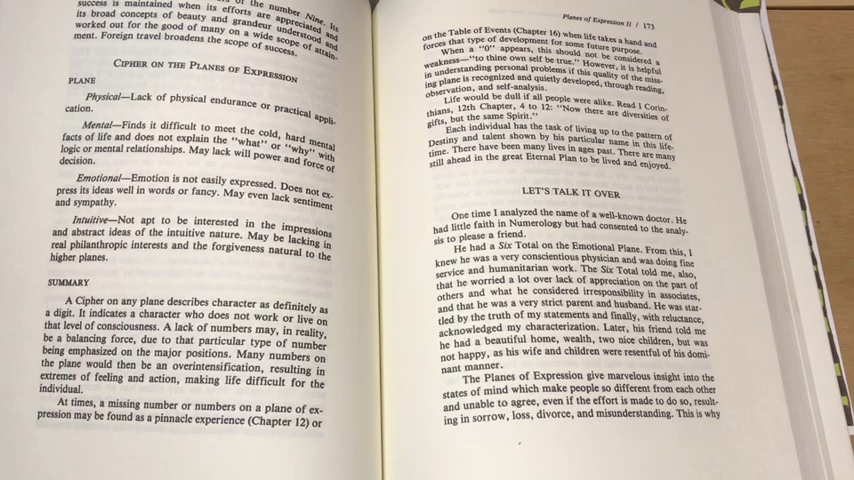 success is maintained when its efforts are appreciated and
its broad concepts of beauty and grandeur understood and
worked out for the good of many on a wide scope of attain-
ment. Foreign travel broadens the scope of success.
CIPHER ON THE PLANES OF EXPRESSION
PLANE
Physical—Lack of physical endurance or practical appli-
cation.
Mental—Finds it difficult to meet the cold, hard mental
facts of life and does not explain the "what" or "why" with
logic or mental relationships. May lack will power and force of
decision.
Emotional—Emotion is not easily expressed. Does not ex-
press its ideas well in words or fancy. May even lack sentiment
and sympathy.
Intuitive—Not apt to be interested in the impressions
and abstract ideas of the intuitive nature. May be lacking in
real philanthropic interests and the forgiveness natural to the
higher planes.
SUMMARY
A Cipher on any plane describes character as definitely as
a digit. It indicates a character who does not work or live on
that level of consciousness. A lack of numbers may, in reality,
be a balancing force, due to that particular type of number
being emphasized on the major positions. Many numbers on
the plane would then be an overintensification, resulting in
extremes of feeling and action, making life difficult for the
individual.
At times, a missing number or numbers on a plane of ex-
pression may be found as a pinnacle experience (Chapter 12) or
Planes of Expression II / 173
on the Table of Events (Chapter 16) when life takes a hand and
forces that type of development for some future purpose.
When a "0" appears, this should not be considered a
weakness—"to thine own self be true." However, it is helpful
in understanding personal problems if this quality of the miss-
ing plane is recognized and quietly developed, through reading,
observation, and self-analysis.
Life would be dull if all people were alike. Read I Corin-
thians, 12th Chapter, 4 to 12: "Now there are diversities of
gifts, but the same Spirit."
Each individual has the task of living up to the pattern of
Destiny and talent shown by his particular name in this life-
time. There have been many lives in ages past. There are many
still ahead in the great Eternal Plan to be lived and enjoyed.
LET'S TALK IT OVER
One time I analyzed the name of a well-known doctor. He
had little faith in Numerology but had consented to the analy-
sis to please a friend.
He had a Six Total on the Emotional Plane. From this, I
knew he was a very conscientious physician and was doing fine
service and humanitarian work. The Six Total told me, also,
that he worried a lot over lack of appreciation on the part of
others and what he considered irresponsibility in associates,
and that he was a very strict parent and husband. He was star-
tled by the truth of my statements and finally, with reluctance,
acknowledged my characterization. Later, his friend told me
he had a beautiful home, wealth, two nice children, but was
not happy, as his wife and children were resentful of his domi-
nant manner.
The Planes of Expression give marvelous insight into the
states of mind which make people so different from each other
and unable to agree, even if the effort is made to do so, result-
ing in sorrow, loss, divorce, and misunderstanding. This is why